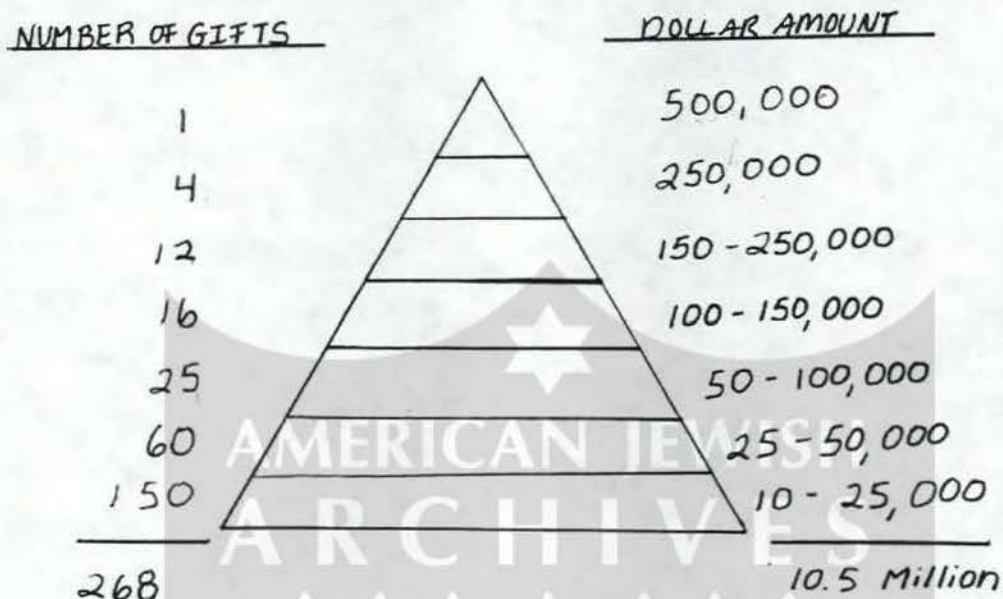 NUMBER OF GIFTS DOLLAR AMOUNT
1 500,000
4 250,000
12 150-250,000
16 100-150,000
25 50-100,000
60 25-50,000
150 10-25,000
268 10.5 Million
AMERICAN JEWISH
ARCHIVES